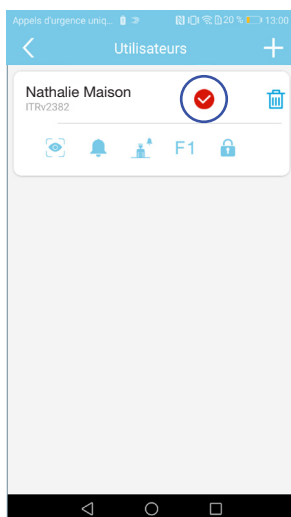 Appels d'urgence uniq... 20 % 13:00
Utilisateurs
Nathalie Maison
ITRv2382
F1